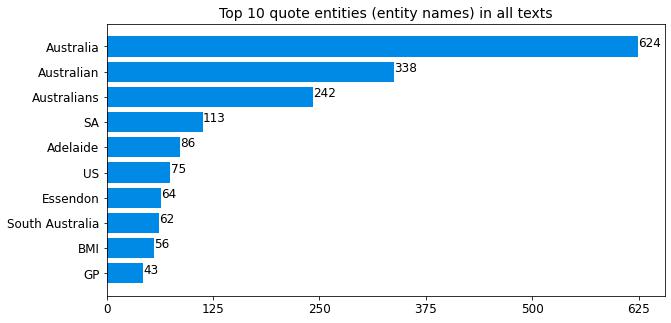 Top 10 quote entities (entity names) in all texts
Australia 624
Australian 338
Australians 242
SA 113
Adelaide 86
US 75
Essendon 64
South Australia 62
BMI 56
GP 43
0 125 250 375 500 625